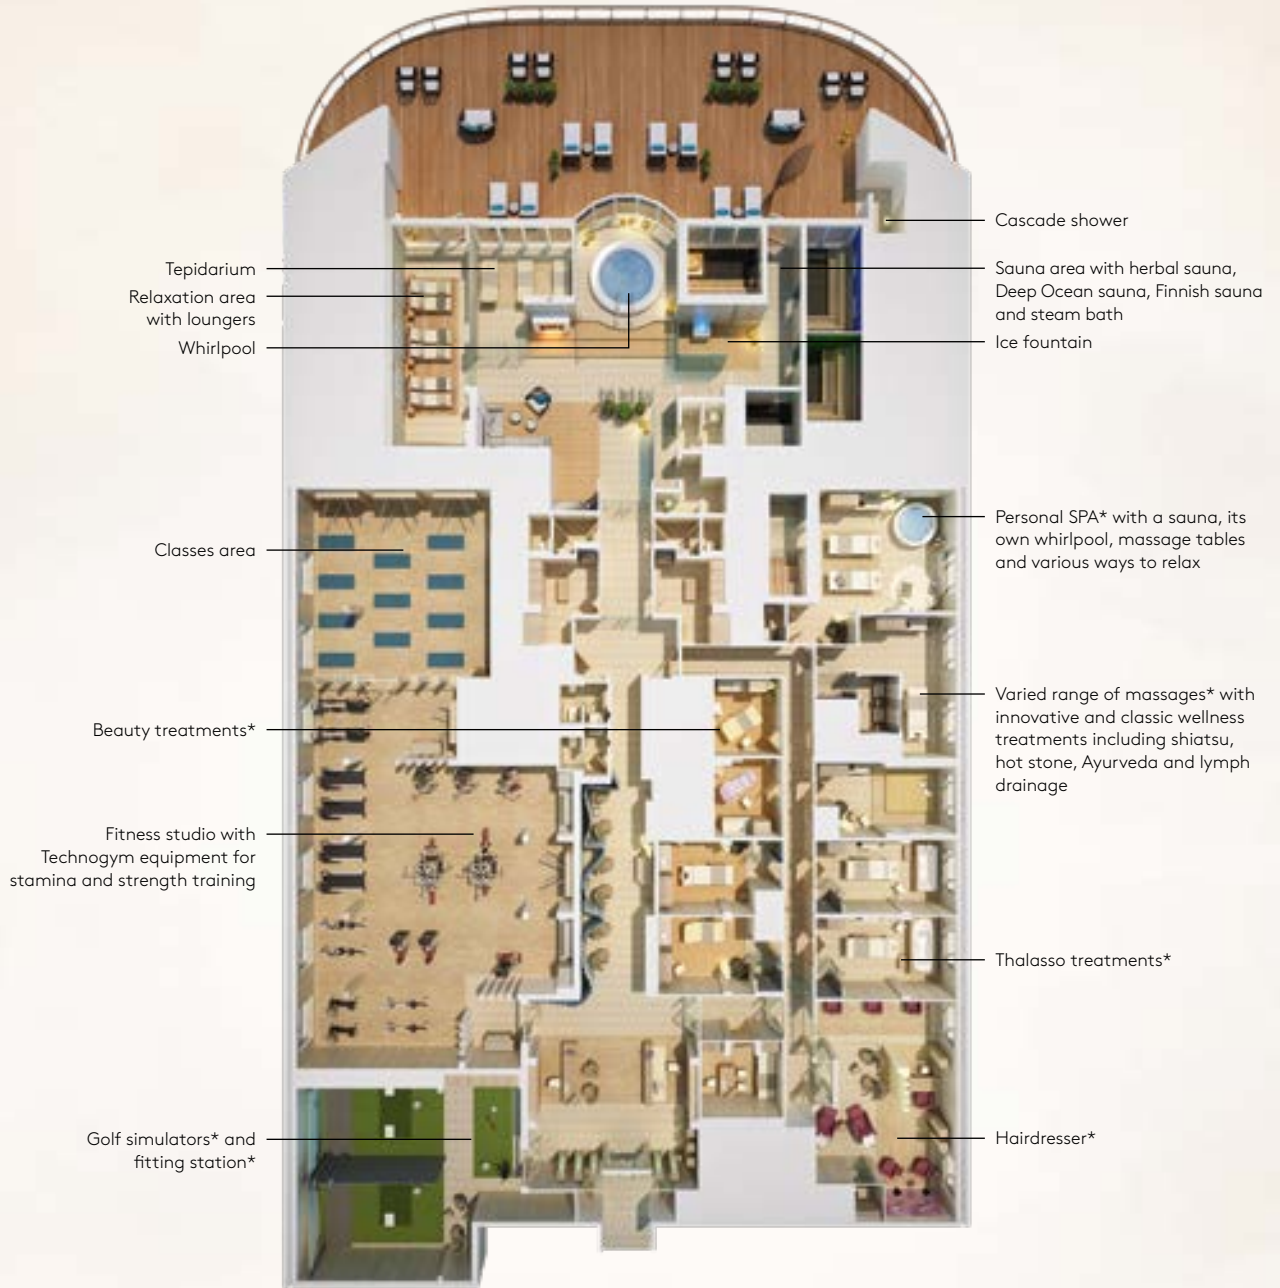 Tepidarium
Relaxation area
with loungers
Whirlpool
Classes area
Beauty treatments*
Fitness studio with
Technogym equipment for
stamina and strength training
Golf simulators* and
fitting station*
Cascade shower
Sauna area with herbal sauna,
Deep Ocean sauna, Finnish sauna
and steam bath
Ice fountain
Personal SPA* with a sauna, its
own whirlpool, massage tables
and various ways to relax
Varied range of massages* with
innovative and classic wellness
treatments including shiatsu,
hot stone, Ayurveda and lymph
drainage
Thalasso treatments*
Hairdresser*